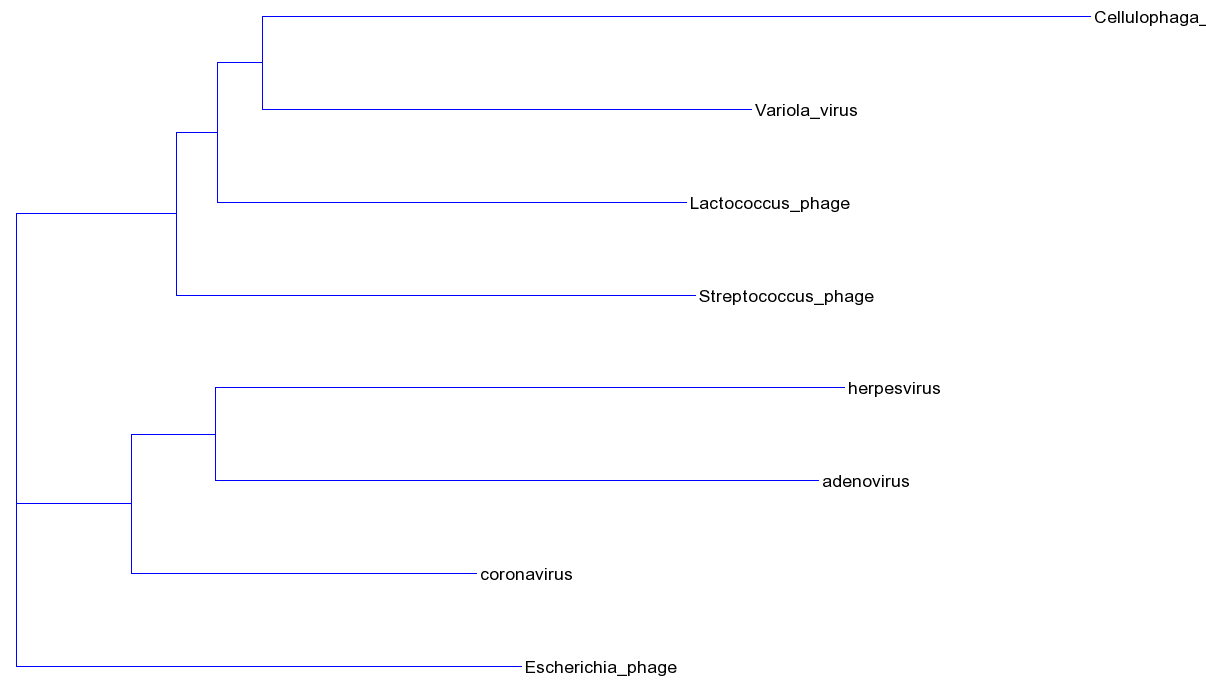 Cellulophaga_
Variola_virus
Lactococcus_phage
Streptococcus_phage
herpesvirus
adenovirus
coronavirus
Escherichia_phage